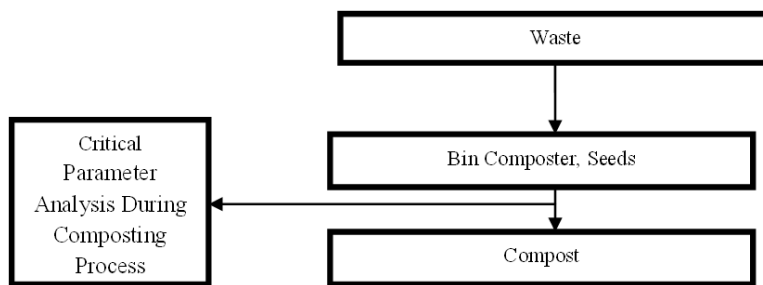 Waste
Bin Composter, Seeds
Critical
Parameter
Analysis During
Composting
Process
Compost